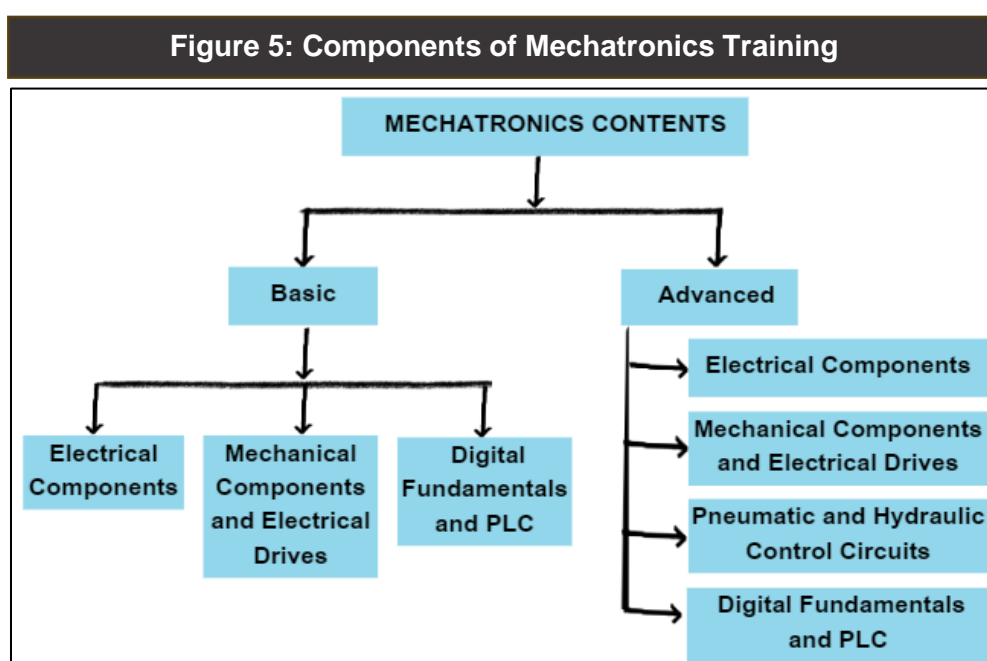 Figure 5: Components of Mechatronics Training
MECHATRONICS CONTENTS
Basic
Advanced
Electrical
Components
Mechanical
Components
and Electrical
Drives
Digital
Fundamentals
and PLC
Electrical Components
Mechanical Components
and Electrical Drives
Pneumatic and Hydraulic
Control Circuits
Digital Fundamentals
and PLC